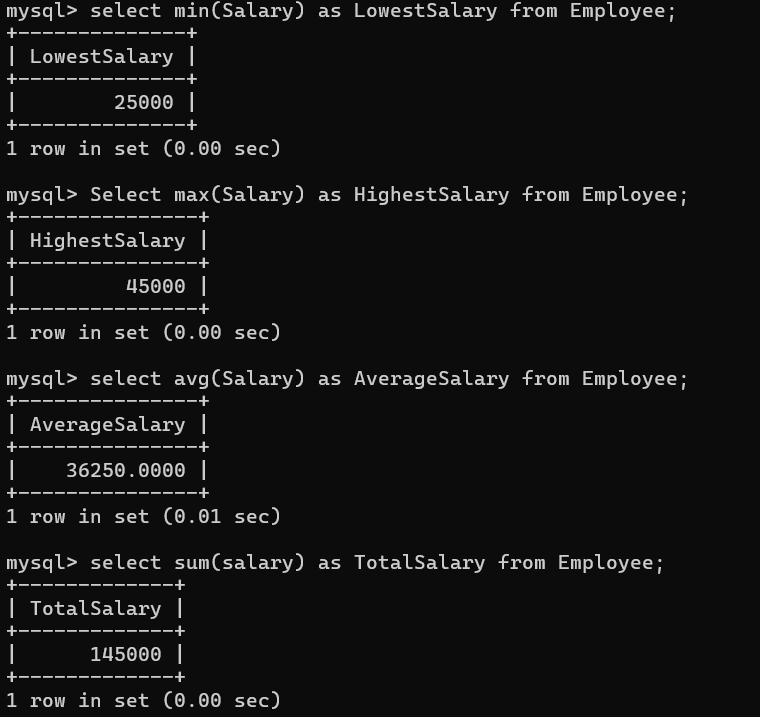 mysql> select min(Salary) as LowestSalary from Employee;
+--------------+
| LowestSalary |
+--------------+
|        25000 |
+--------------+
1 row in set (0.00 sec)

mysql> Select max(Salary) as HighestSalary from Employee;
+---------------+
| HighestSalary |
+---------------+
|         45000 |
+---------------+
1 row in set (0.00 sec)

mysql> select avg(Salary) as AverageSalary from Employee;
+---------------+
| AverageSalary |
+---------------+
|    36250.0000 |
+---------------+
1 row in set (0.01 sec)

mysql> select sum(salary) as TotalSalary from Employee;
+-------------+
| TotalSalary |
+-------------+
|      145000 |
+-------------+
1 row in set (0.00 sec)